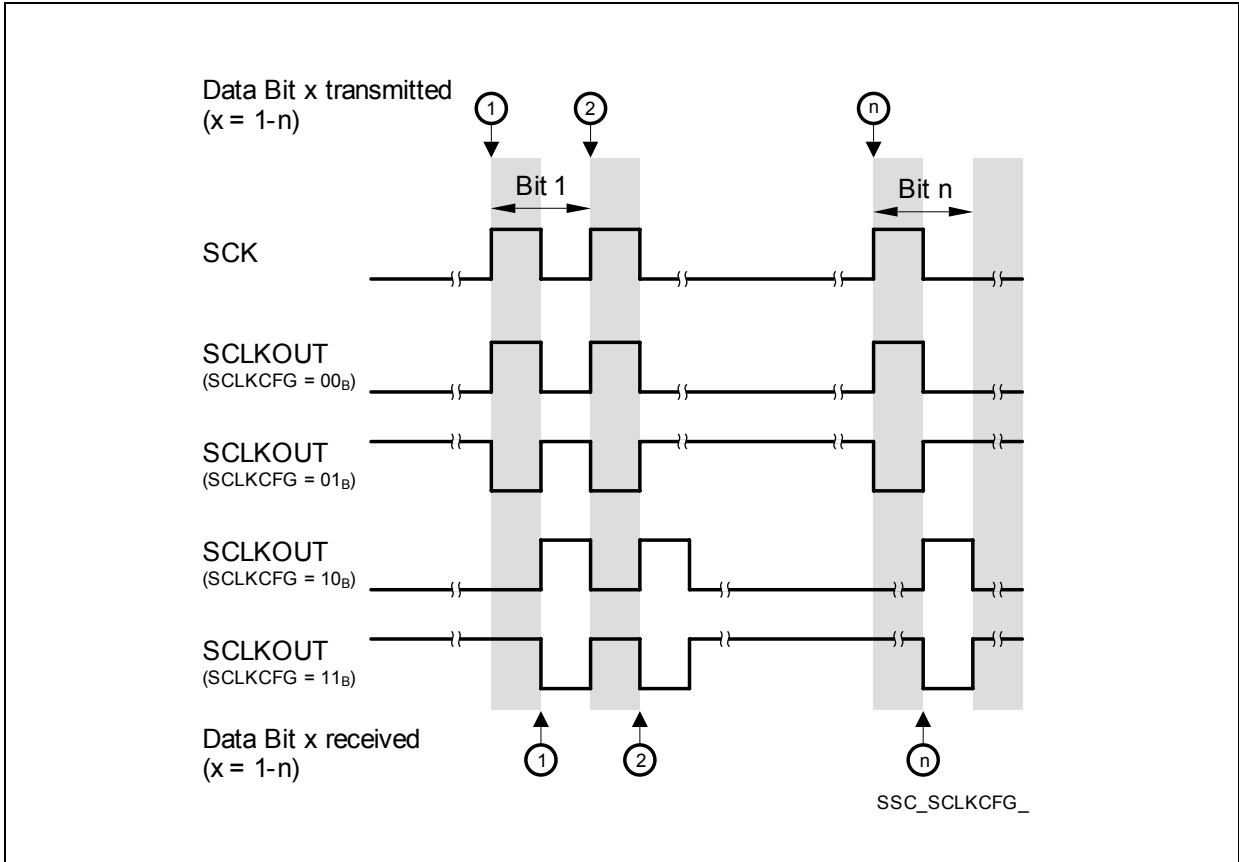 Data Bit x transmitted
(x = 1-n)
1
2
n
Bit 1
Bit n
SCK
SCLKOUT
(SCLKCFG = 00B)
SCLKOUT
(SCLKCFG = 01B)
SCLKOUT
(SCLKCFG = 10B)
SCLKOUT
(SCLKCFG = 11B)
Data Bit x received
(x = 1-n)
1
2
n
SSC_SCLKCFG_